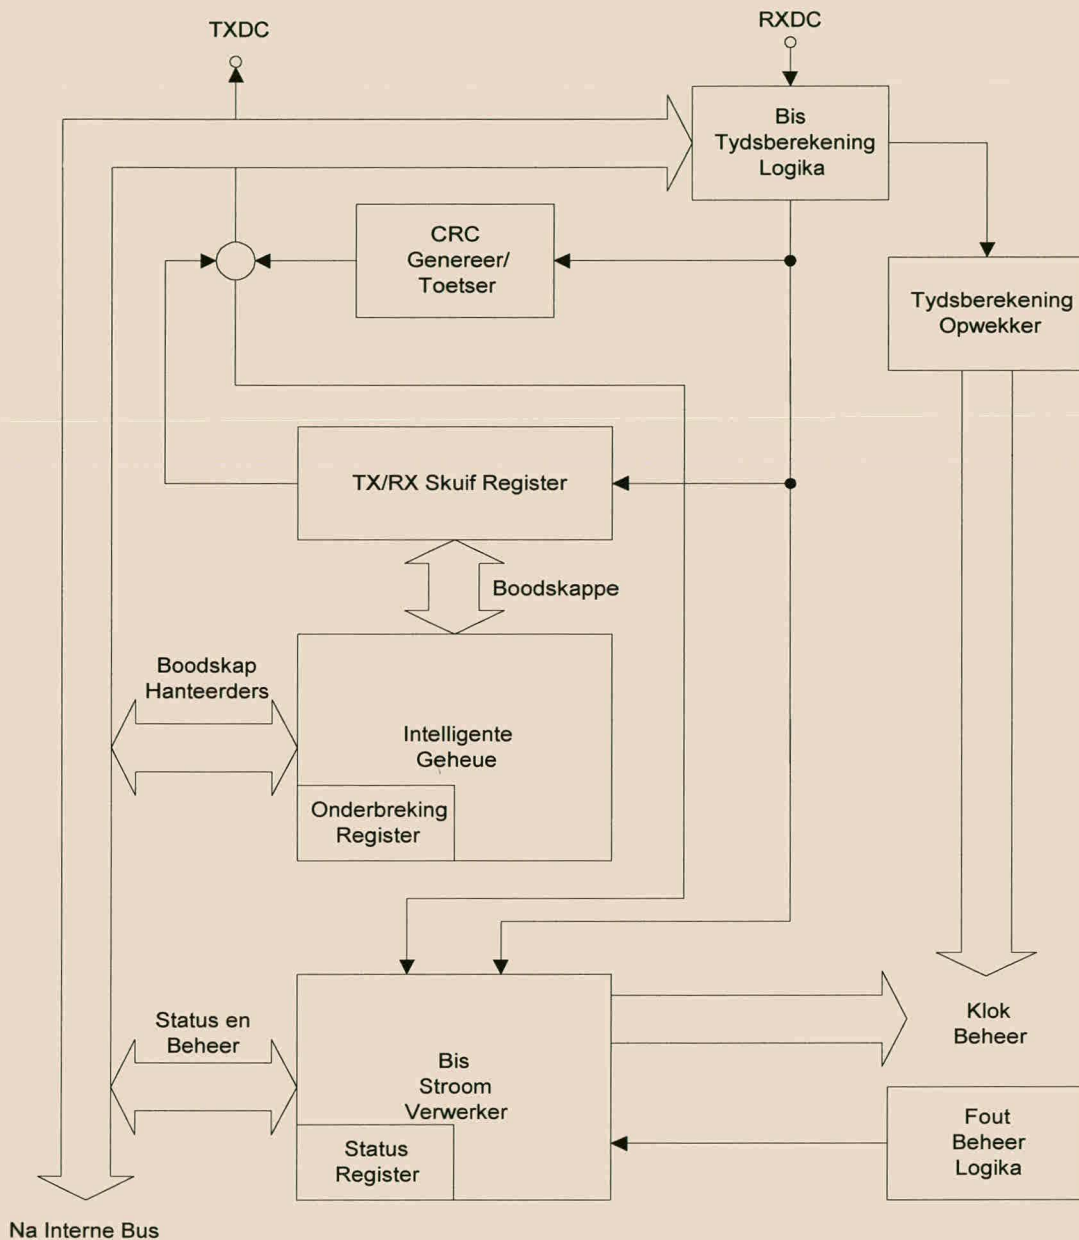 TXDC
RXDC
Bis
Tydsberekening
Logika
CRC
Genereer/
Toetser
Tydsberekening
Opwekker
TX/RX Skuif Register
Boodskappe
Boodskap
Hanteerders
Intelligente
Geheue
Onderbreking
Register
Status en
Beheer
Bis
Stroom
Verwerker
Status
Register
Klok
Beheer
Fout
Beheer
Logika
Na Interne Bus